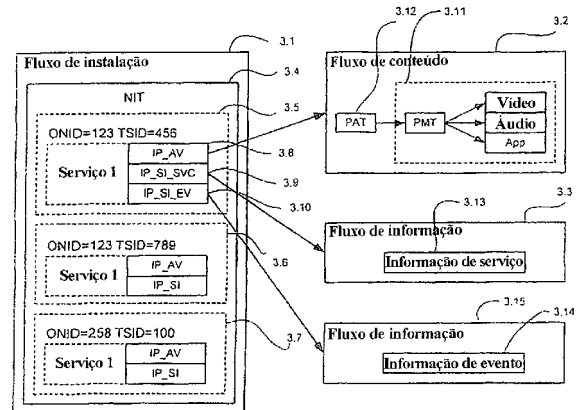 3.1
Fluxo de instalação
3.4
NIT
3.5
ONID=123 TSID=456
Serviço 1
IP_AV
IP_SI_SVC
IP_SI_EV
3.8
3.9
3.10
ONID=123 TSID=789
3.6
Serviço 1
IP_AV
IP_SI
ONID=258 TSID=100
3.7
Serviço 1
IP_AV
IP_SI
3.12
3.11
3.2
Fluxo de conteúdo
PAT
PMT
Vídeo
Áudio
App
3.3
3.13
Fluxo de informação
Informação de serviço
3.15
Fluxo de informação
3.14
Informação de evento